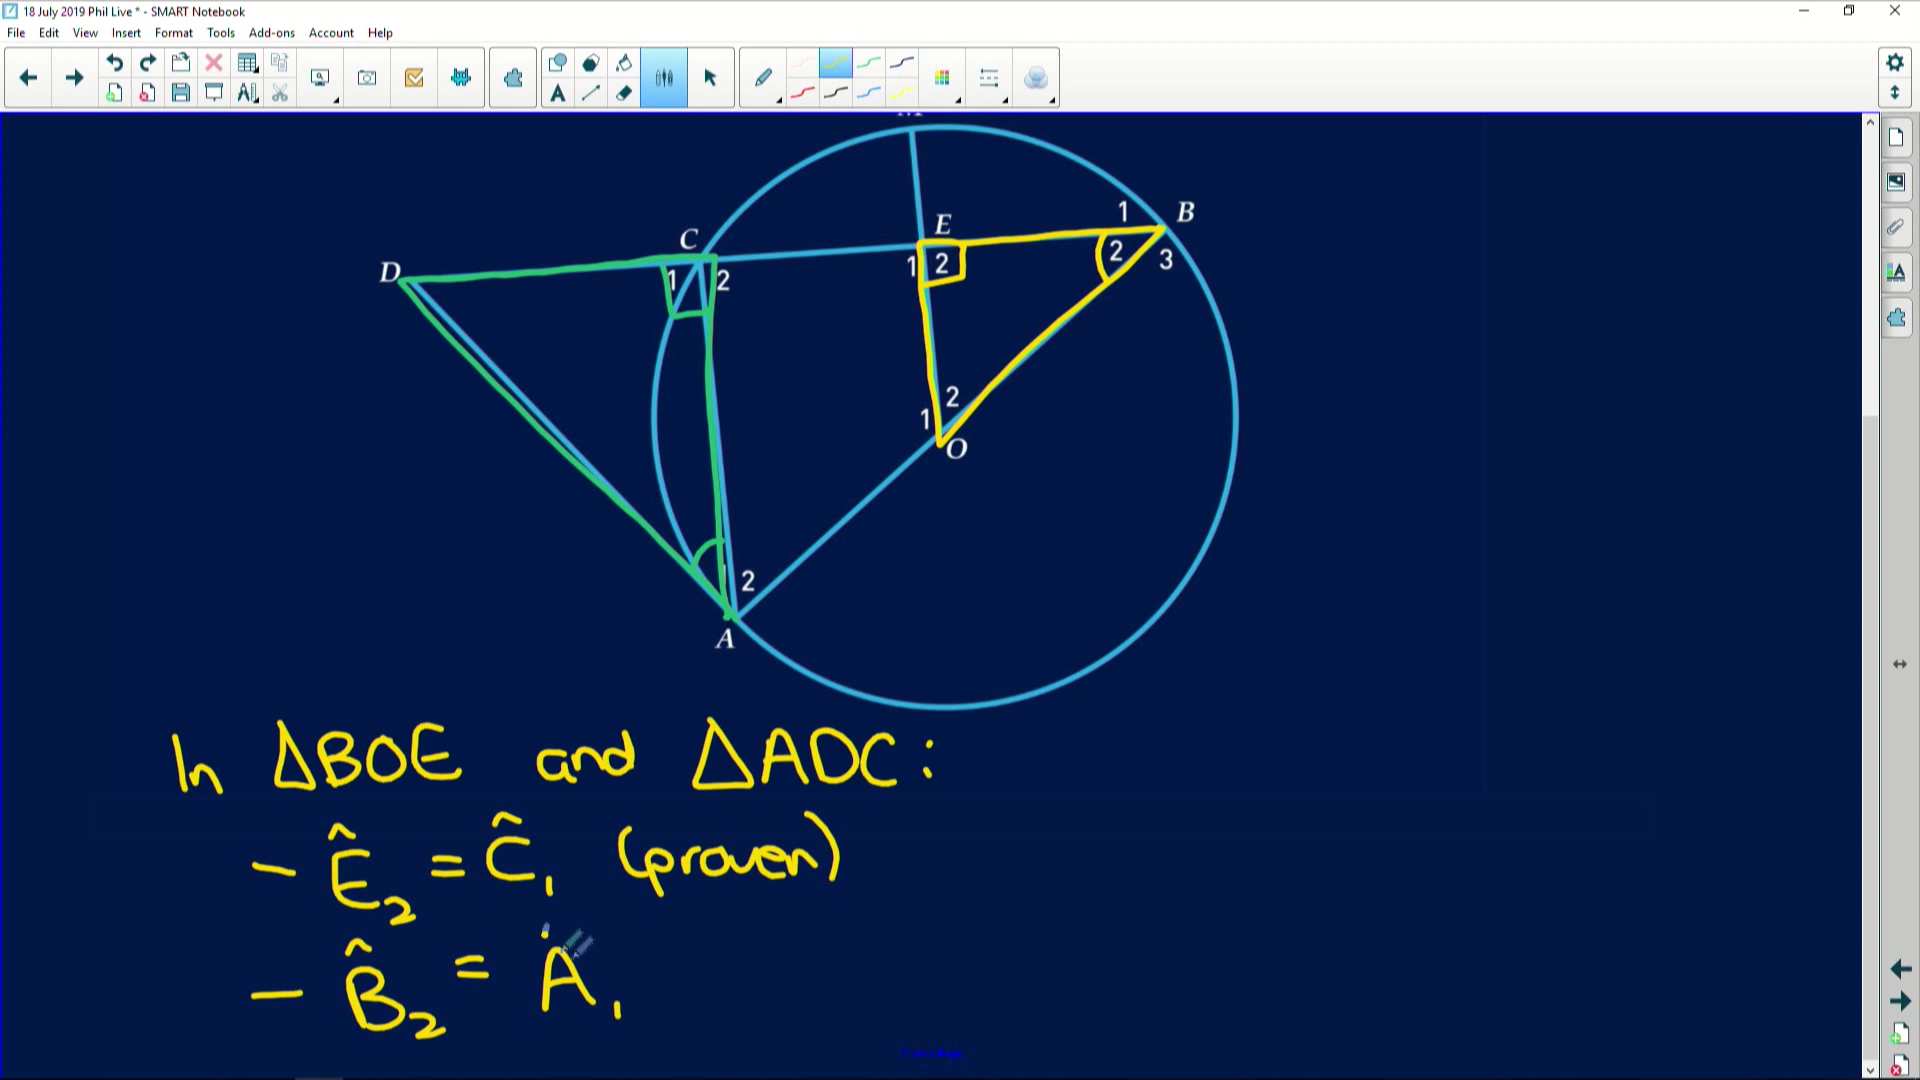 18 July 2019 Phil Live * - SMART Notebook
File Edit View Insert Format Tools Add-ons Account Help
E
1 B
C
D
1 2
1 2
2 3
2
1
O
2
A
In ΔBOE and ΔADC:
- Ê₂ = Ĉ₁ (proven)
- B̂₂ = A₁